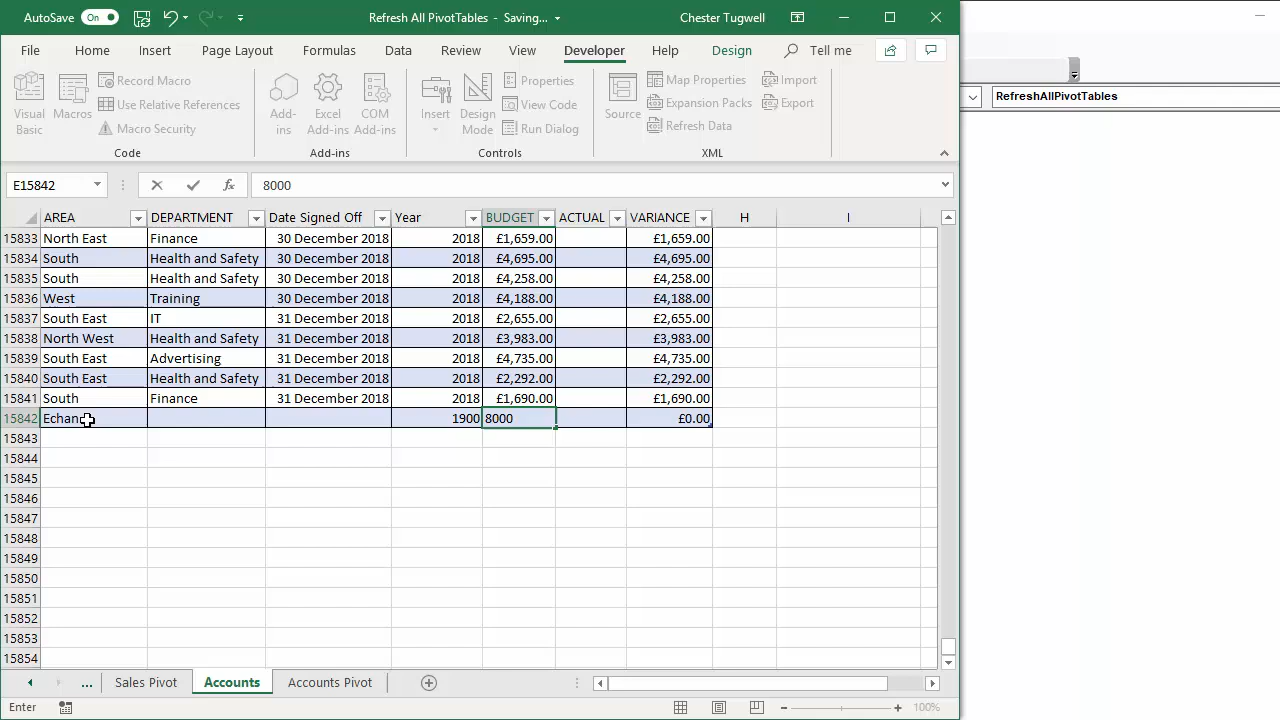 AutoSave On Refresh All PivotTables - Saving... Chester Tugwell
File Home Insert Page Layout Formulas Data Review View Developer Help Design Tell me
Visual Basic Macros Record Macro Use Relative References Macro Security Add-ins Excel Add-ins COM Add-ins Insert Design Mode Properties View Code Run Dialog Source Map Properties Expansion Packs Refresh Data Import Export
Code Add-ins Controls XML
RefreshAllPivotTables
E15842 fx 8000
AREA DEPARTMENT Date Signed Off Year BUDGET ACTUAL VARIANCE H I
15833 North East Finance 30 December 2018 2018 £1,659.00 £1,659.00
15834 South Health and Safety 30 December 2018 2018 £4,695.00 £4,695.00
15835 South Health and Safety 30 December 2018 2018 £4,258.00 £4,258.00
15836 West Training 30 December 2018 2018 £4,188.00 £4,188.00
15837 South East IT 31 December 2018 2018 £2,655.00 £2,655.00
15838 North West Health and Safety 31 December 2018 2018 £3,983.00 £3,983.00
15839 South East Advertising 31 December 2018 2018 £4,735.00 £4,735.00
15840 South East Health and Safety 31 December 2018 2018 £2,292.00 £2,292.00
15841 South Finance 31 December 2018 2018 £1,690.00 £1,690.00
15842 1900 8000 £0.00
15843
15844
15845
15846
15847
15848
15849
15850
15851
15852
15853
15854
... Sales Pivot Accounts Accounts Pivot
Enter 100%